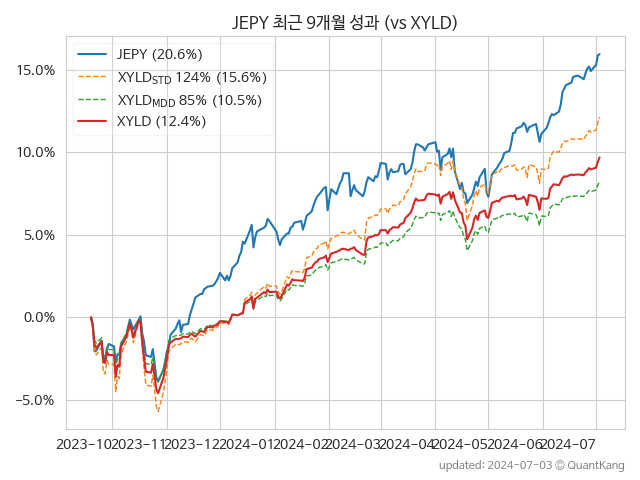 JEPY 최근 9개월 성과 (vs XYLD)
JEPY (20.6%)
XYLD_STD 124% (15.6%)
XYLD_MDD 85% (10.5%)
XYLD (12.4%)
15.0%
10.0%
5.0%
0.0%
−5.0%
2023-10 2023-11 2023-12 2024-01 2024-02 2024-03 2024-04 2024-05 2024-06 2024-07
updated: 2024-07-03 © QuantKang